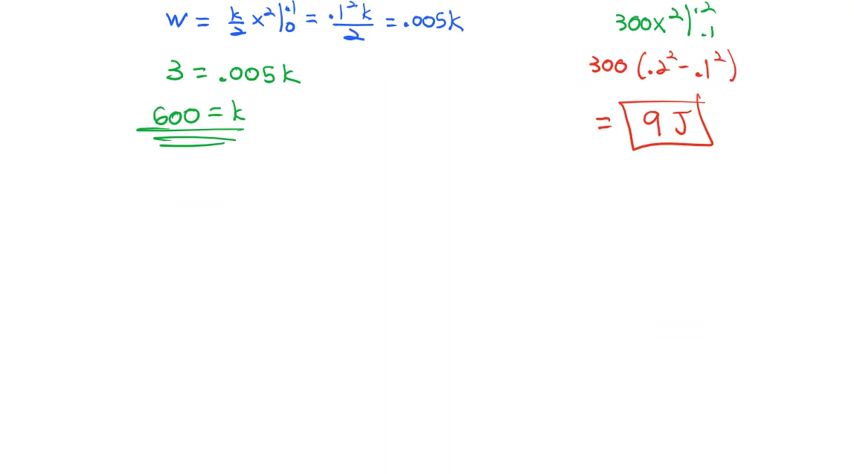 W = k/2 x²|₀^.1 = .1²k/2 = .005k
3 = .005k
600 = k
300x²|.₁^.2
300 (.2² - .1²)
= 9 J